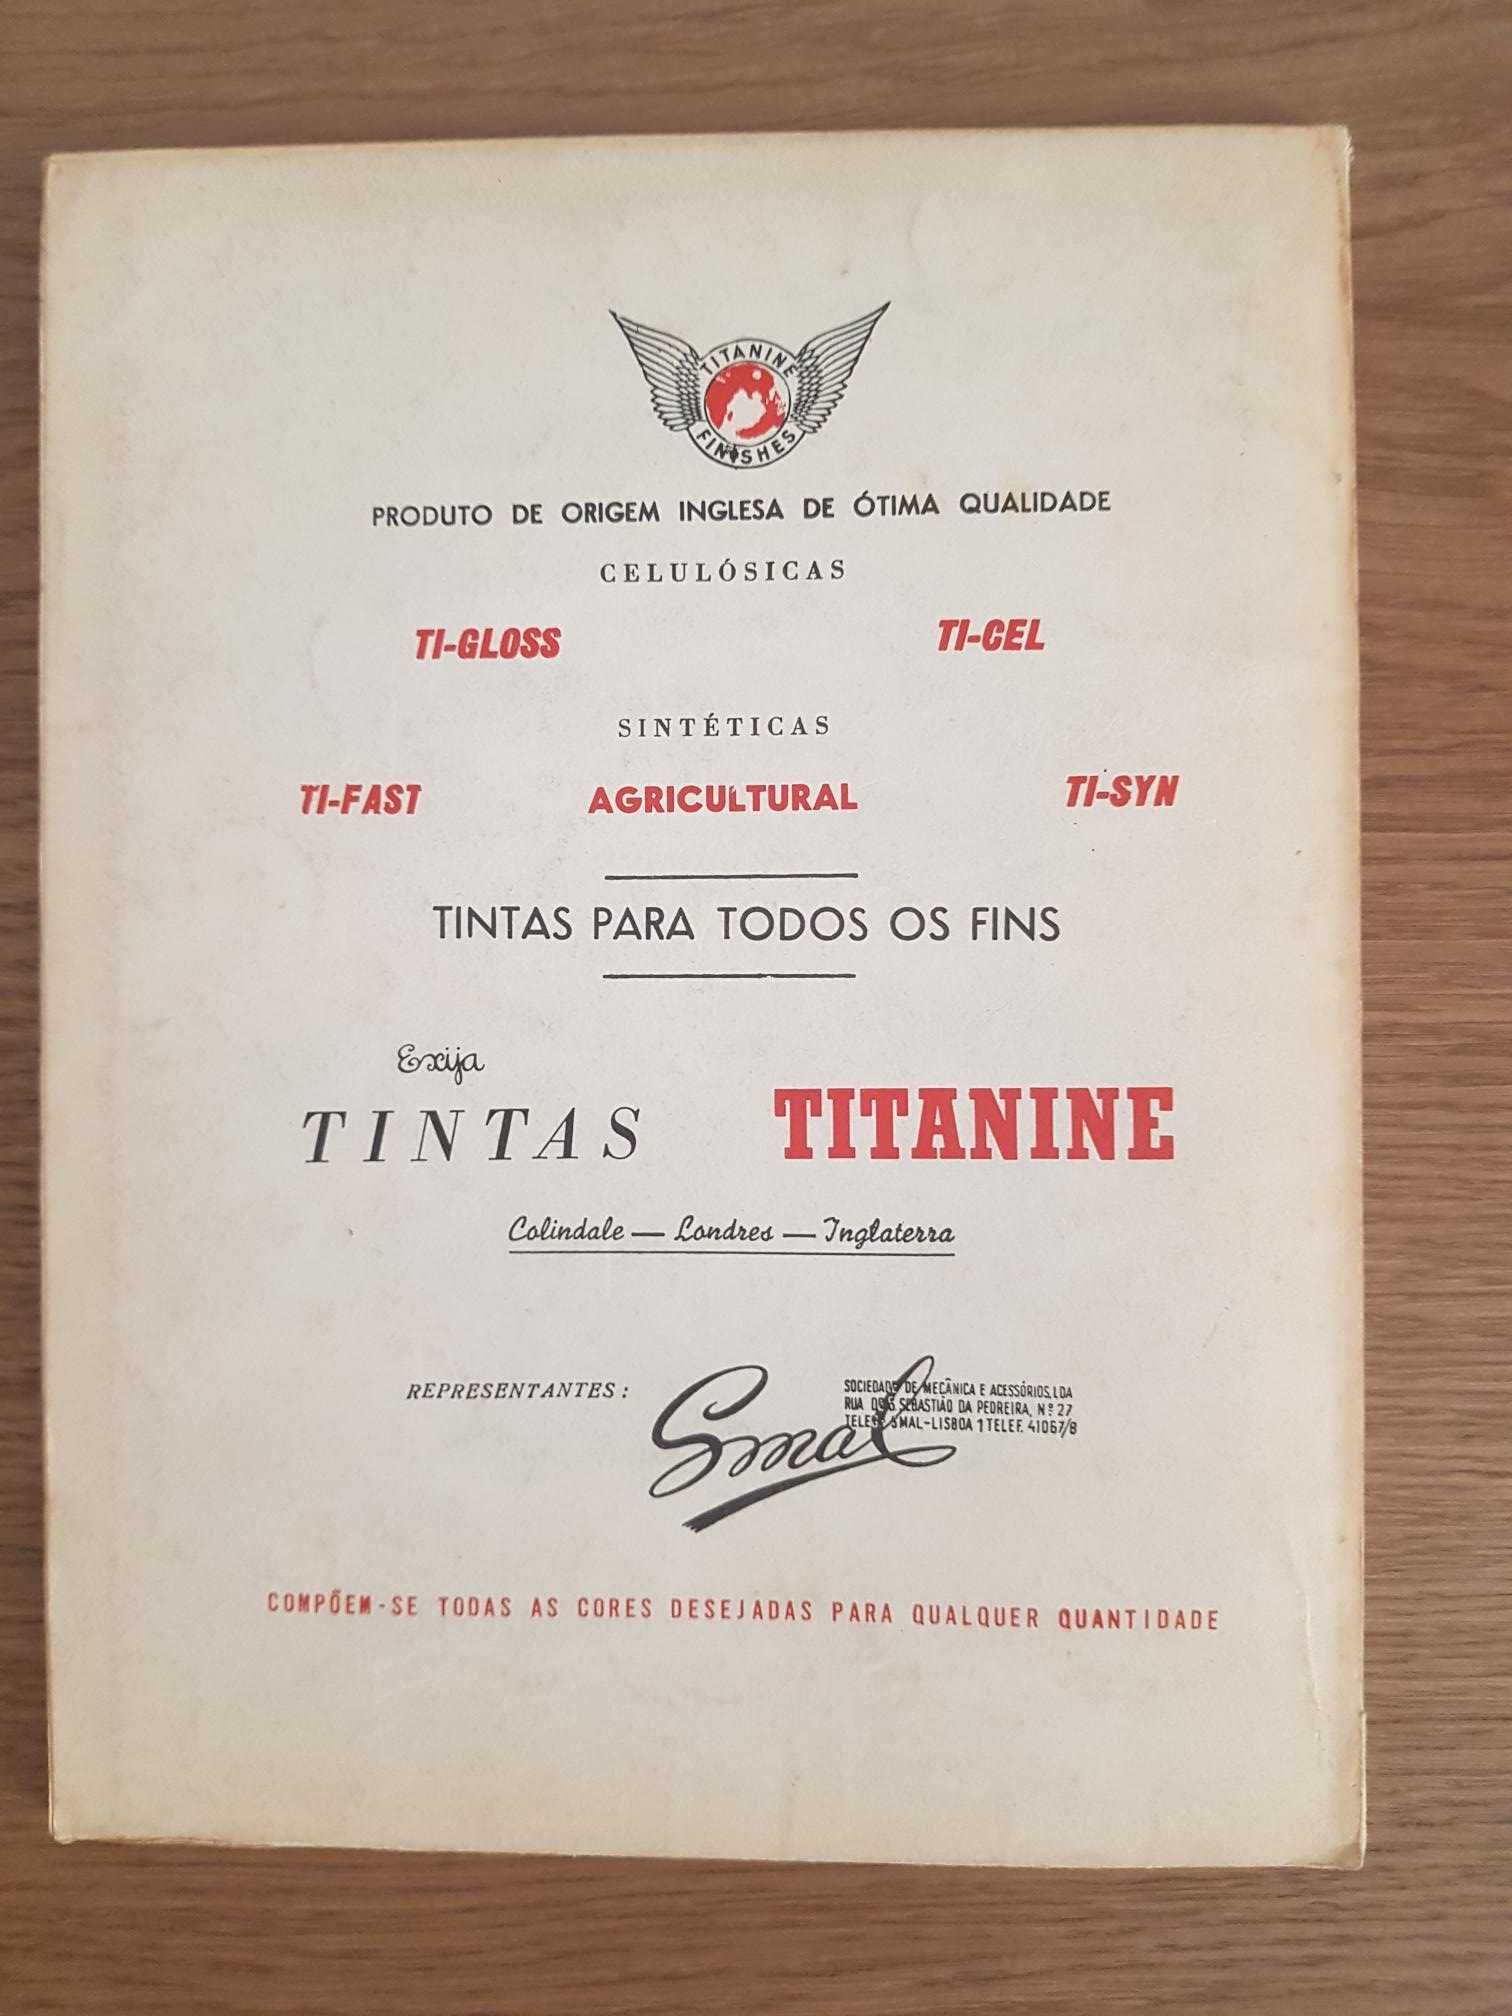 TITANINE
FINISHES
PRODUTO DE ORIGEM INGLESA DE ÓTIMA QUALIDADE
CELULÓSICAS
TI-GLOSS TI-CEL
SINTÉTICAS
TI-FAST AGRICULTURAL TI-SYN
TINTAS PARA TODOS OS FINS
Exija
TINTAS TITANINE
Colindale — Londres — Inglaterra
REPRESENTANTES: Smal
SOCIEDADE DE MECÂNICA E ACESSÓRIOS, LDA
RUA DE S. SEBASTIÃO DA PEDREIRA, Nº 27
SMAL-LISBOA 1 TELEF. 41067/8
COMPÕEM-SE TODAS AS CORES DESEJADAS PARA QUALQUER QUANTIDADE